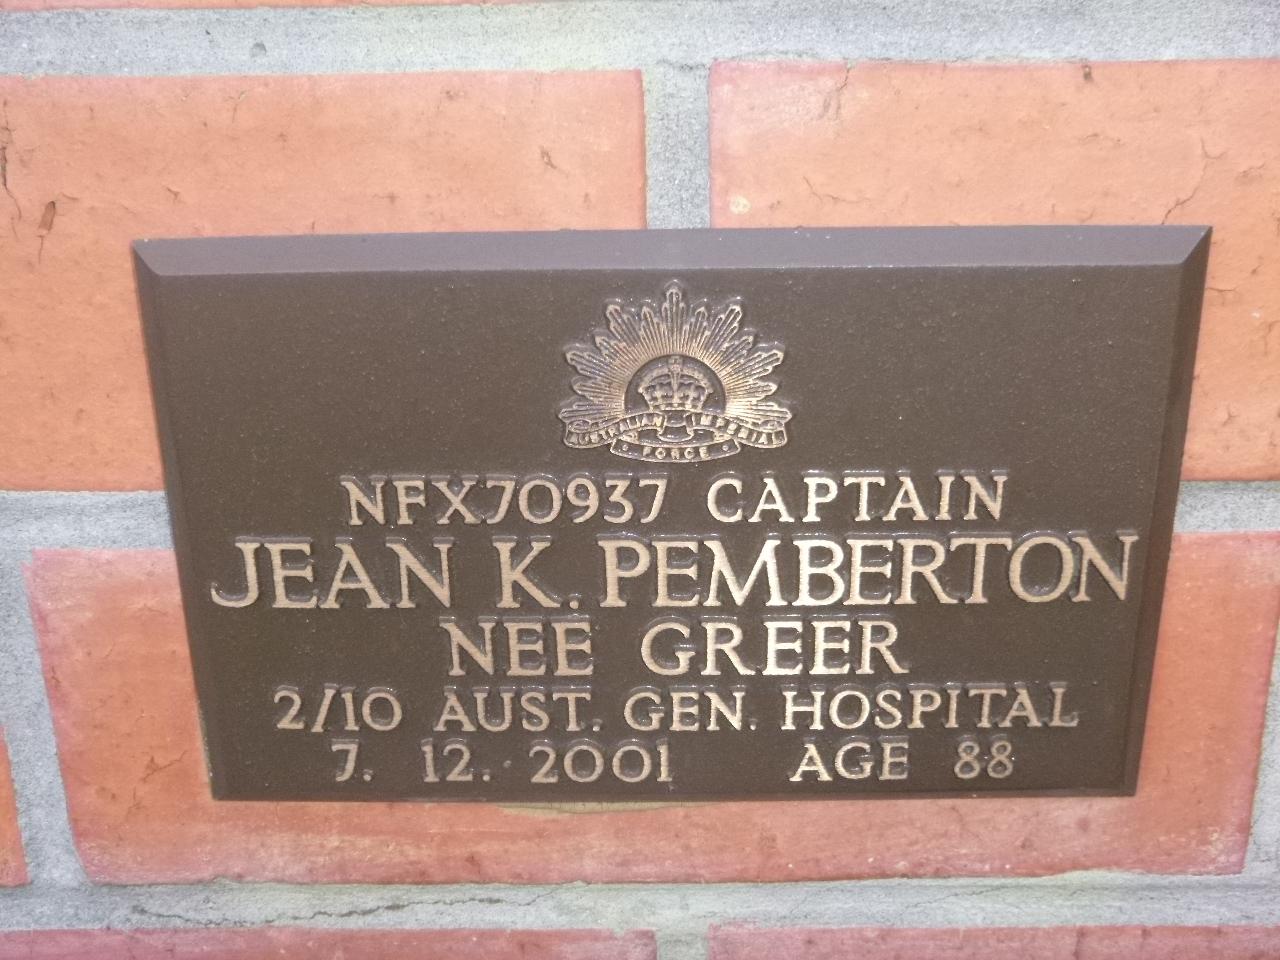 AUSTRALIAN IMPERIAL
FORCE
NFX70937 CAPTAIN
JEAN K. PEMBERTON
NEE GREER
2/10 AUST. GEN. HOSPITAL
7. 12. 2001 AGE 88